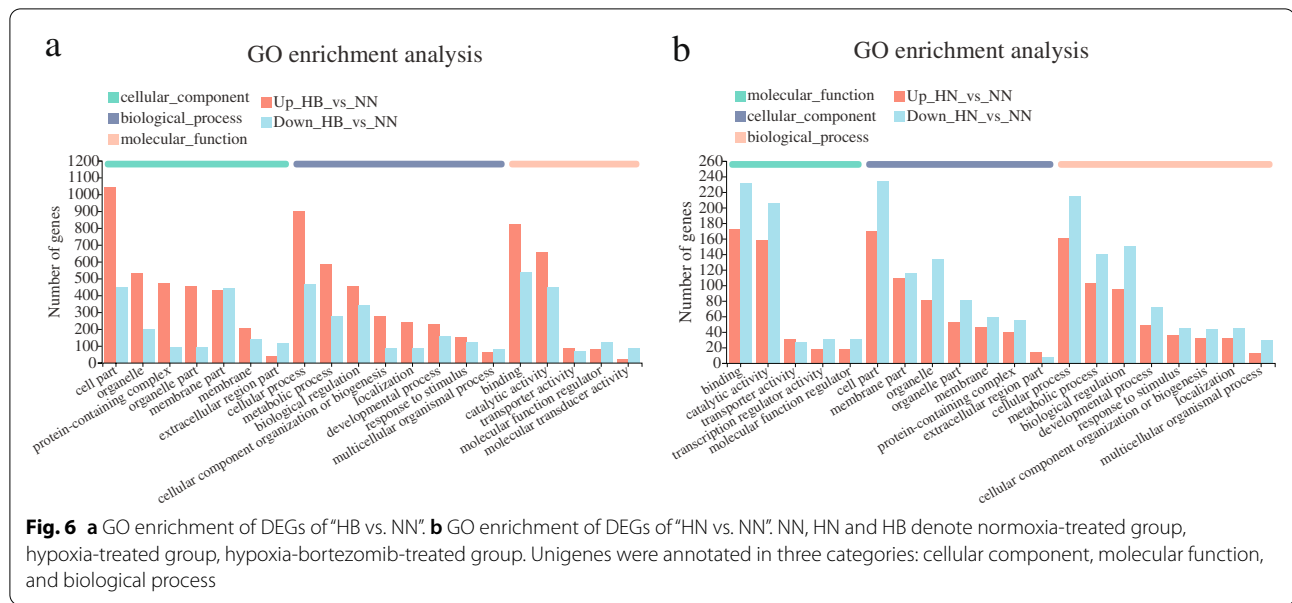 a
GO enrichment analysis
cellular_component
biological_process
molecular_function
Up_HB_vs_NN
Down_HB_vs_NN
Number of genes
1200
1100
1000
900
800
700
600
500
400
300
200
100
0
cell part
organelle
protein-containing complex
organelle part
membrane part
membrane
extracellular region part
cellular process
metabolic process
biological regulation
cellular component organization or biogenesis
localization
developmental process
response to stimulus
multicellular organismal process
binding
catalytic activity
transporter activity
molecular function regulator
molecular transducer activity
b
GO enrichment analysis
molecular_function
cellular_component
biological_process
Up_HN_vs_NN
Down_HN_vs_NN
Number of genes
260
240
220
200
180
160
140
120
100
80
60
40
20
0
binding
catalytic activity
transporter activity
transcription regulator activity
molecular function regulator
cell part
membrane part
organelle
organelle part
membrane
protein-containing complex
extracellular region part
cellular process
metabolic process
biological regulation
developmental process
response to stimulus
cellular component organization or biogenesis
localization
multicellular organismal process
Fig. 6 a GO enrichment of DEGs of “HB vs. NN”. b GO enrichment of DEGs of “HN vs. NN”. NN, HN and HB denote normoxia-treated group,
hypoxia-treated group, hypoxia-bortezomib-treated group. Unigenes were annotated in three categories: cellular component, molecular function,
and biological process